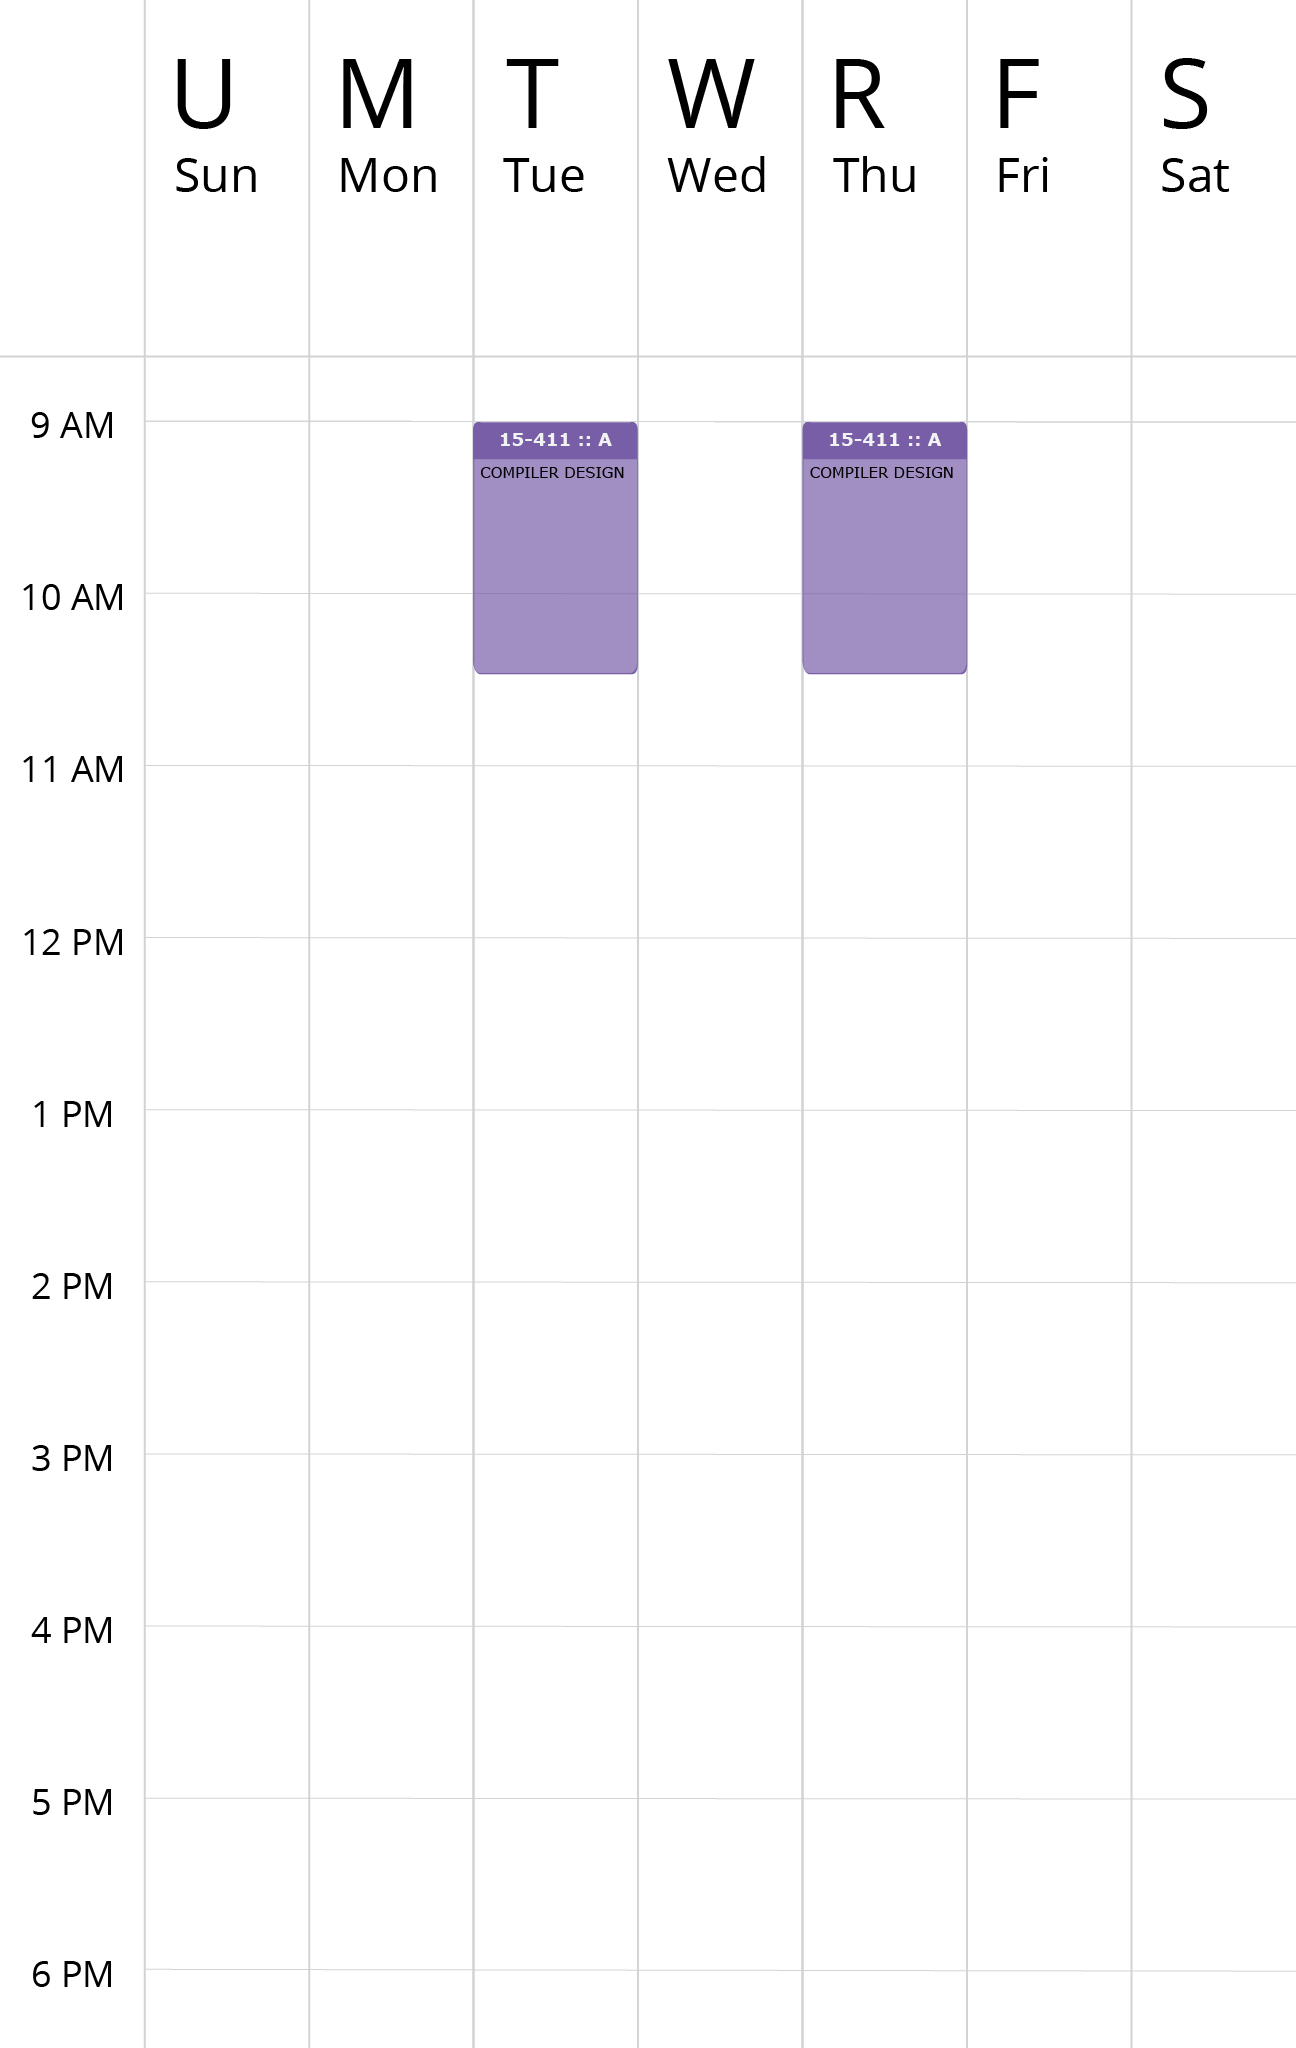 U M T W R F S
Sun Mon Tue Wed Thu Fri Sat
9 AM
15-411 :: A 15-411 :: A
COMPILER DESIGN COMPILER DESIGN
10 AM
11 AM
12 PM
1 PM
2 PM
3 PM
4 PM
5 PM
6 PM